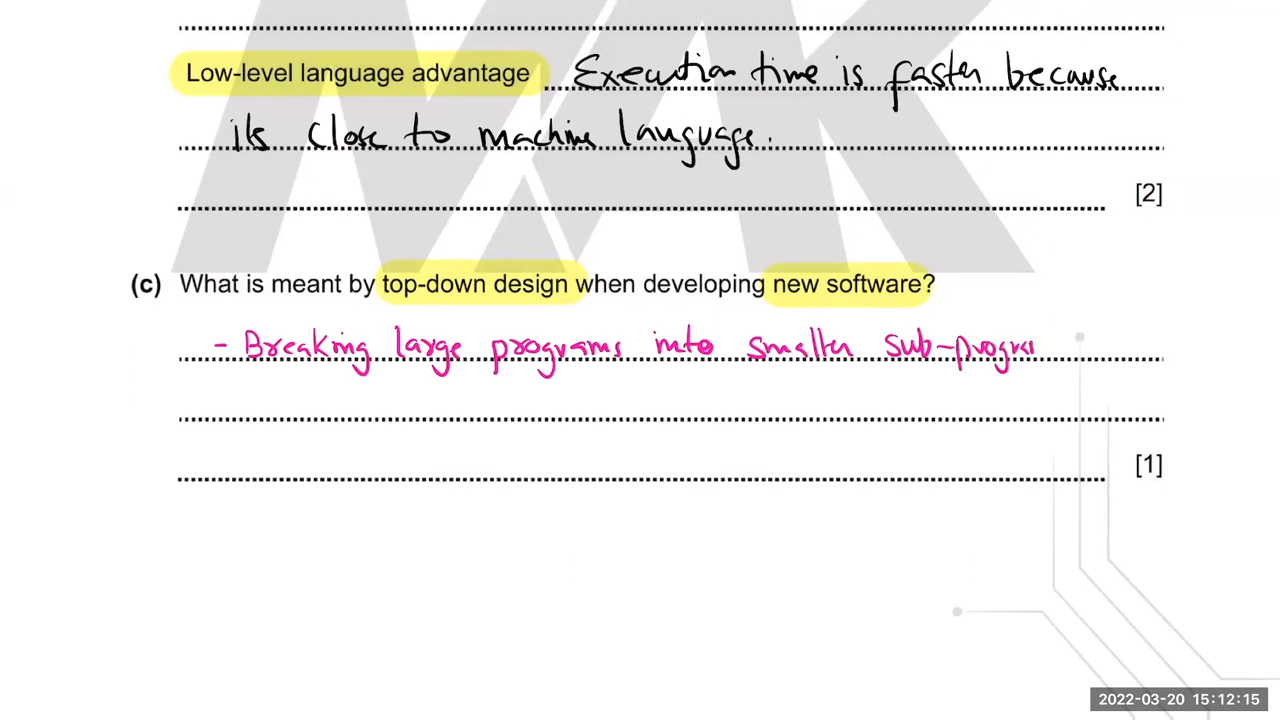 Low-level language advantage Execution time is faster because
its close to machine language.
[2]
(c) What is meant by top-down design when developing new software?
- Breaking large programs into smaller sub-progra
[1]
2022-03-20 15:12:15